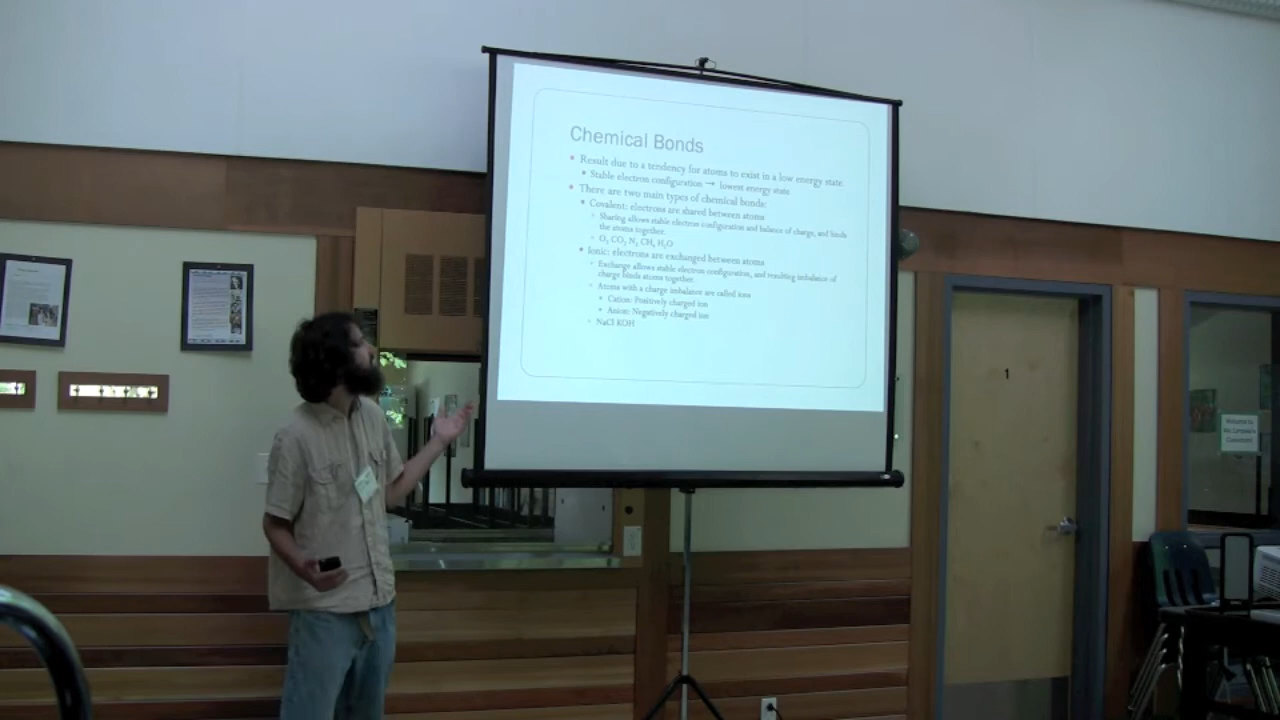 Chemical Bonds
Result due to a tendency for atoms to exist in a low energy state.
Stable electron configuration → lowest energy state
There are two main types of chemical bonds:
Covalent: electrons are shared between atoms
Sharing allows stable electron configuration and balance of charge, and binds
the atoms together.
O₂ CO₂ N₂ CH₄ H₂O
Ionic: electrons are exchanged between atoms
Exchange allows stable electron configuration, and resulting imbalance of
charge binds atoms together.
Atoms with a charge imbalance are called ions
Cation: Positively charged ion
Anion: Negatively charged ion
NaCl KOH
1
Welcome to
Classroom!